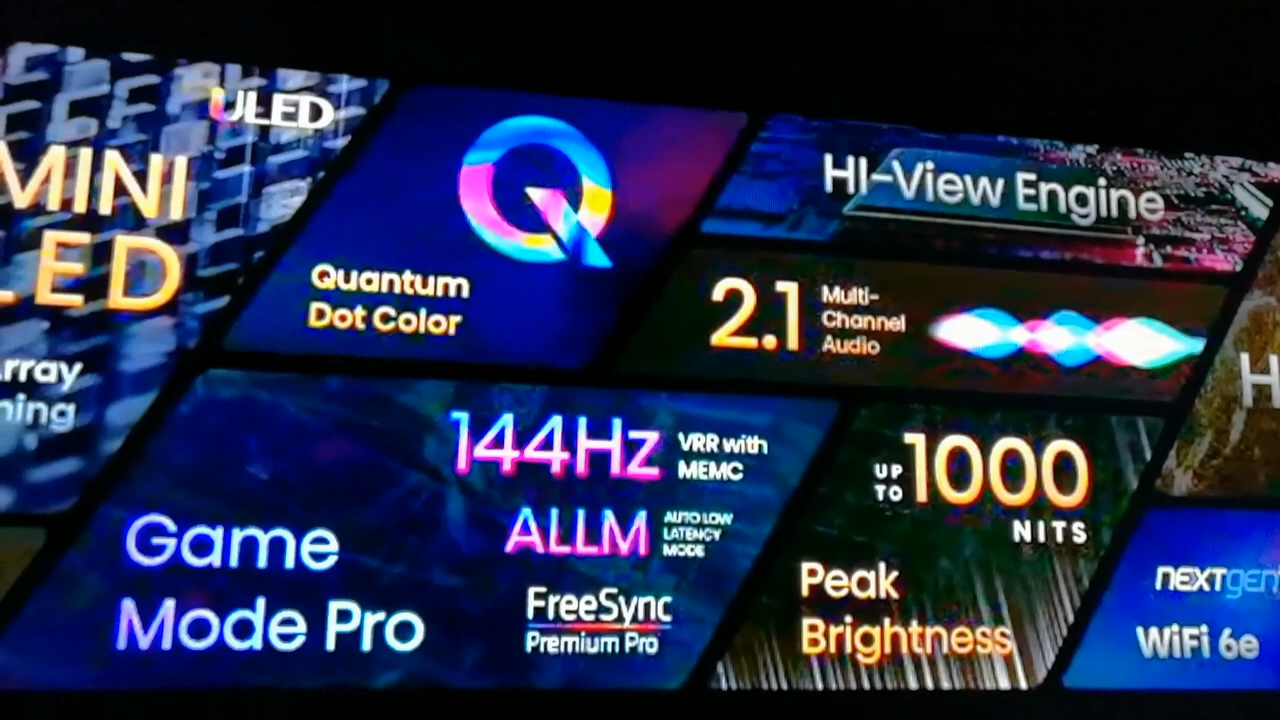 ULED
MINI
LED
Quantum
Dot Color
HI-View Engine
2.1
Multi-
Channel
Audio
144Hz
VRR with
MEMC
ALLM
AUTO LOW
LATENCY
MODE
Game
Mode Pro
FreeSync
Premium Pro
UP
TO
1000
NITS
Peak
Brightness
NEXTGEN
WiFi 6e